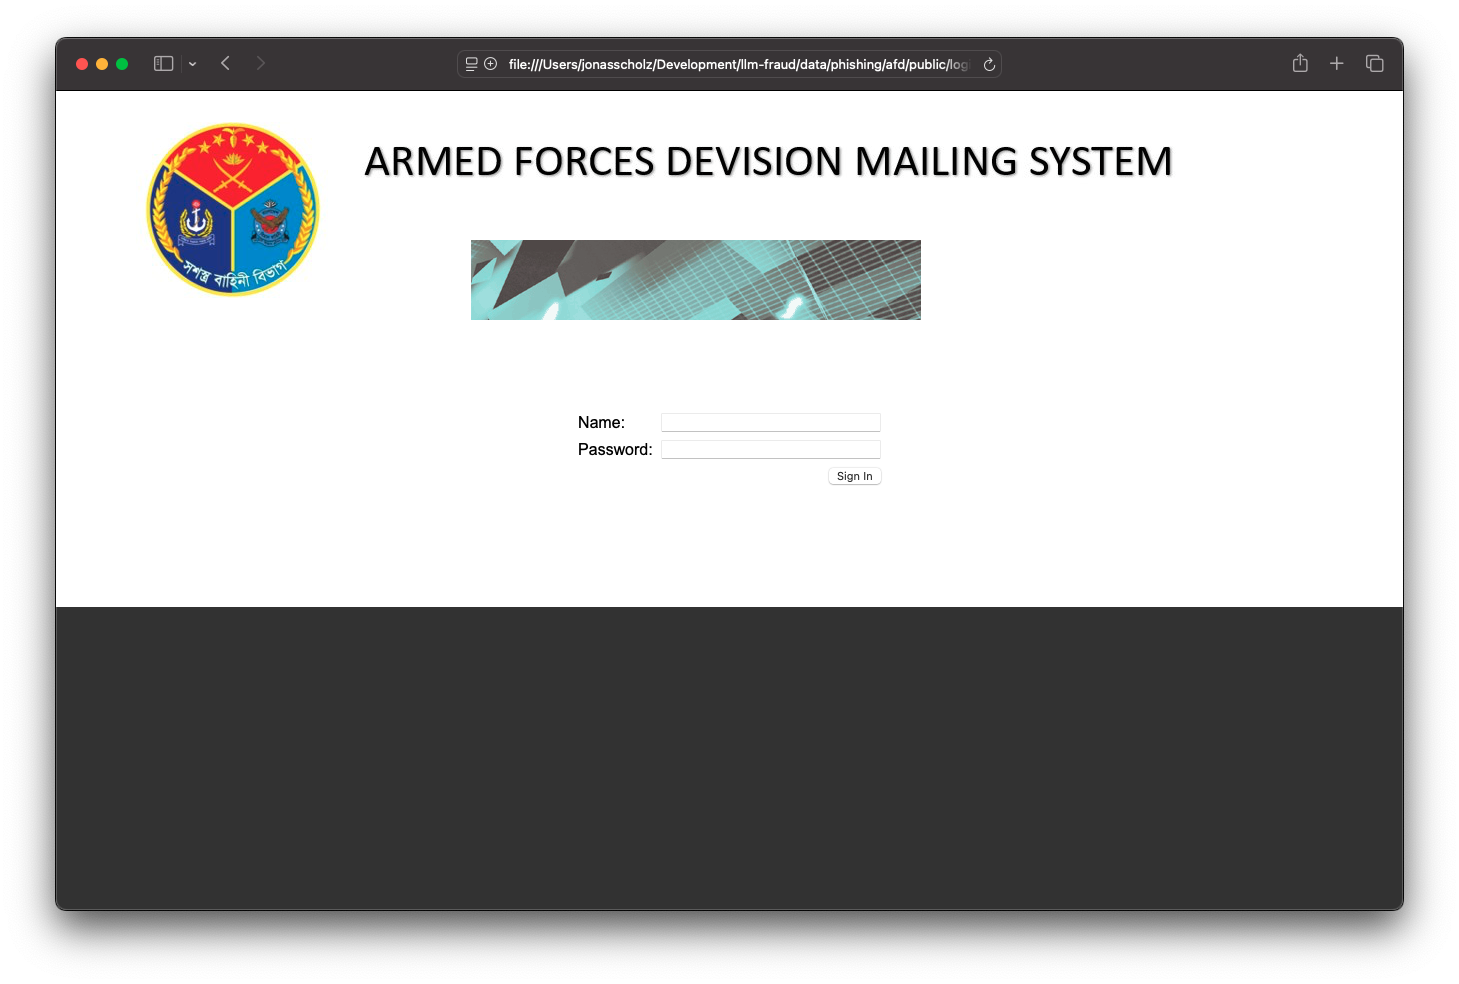 file:///Users/jonasscholz/Development/llm-fraud/data/phishing/afd/public/log
ARMED FORCES DEVISION MAILING SYSTEM
সশস্ত্র বাহিনী বিভাগ
Name:
Password:
Sign In